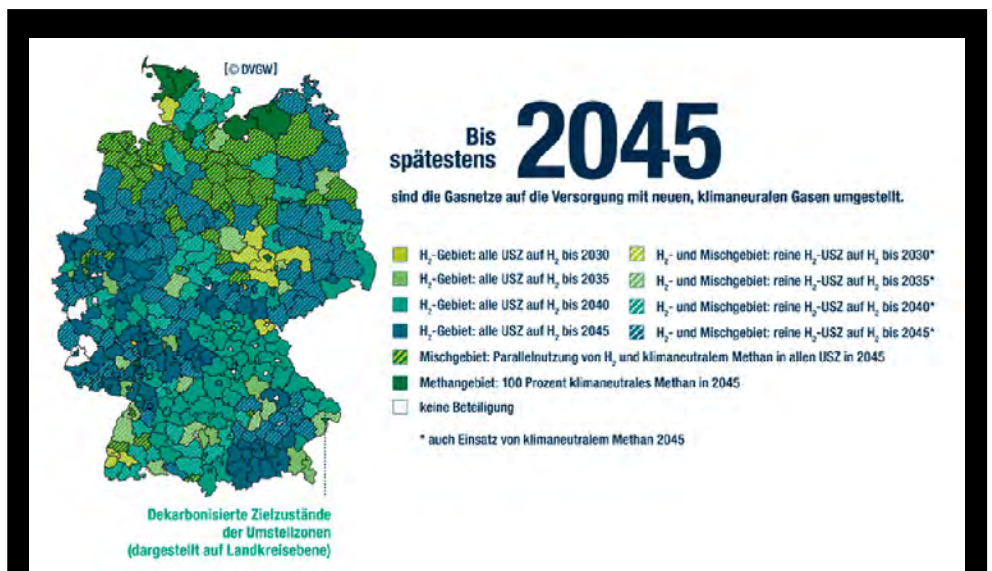 [© DVGW]
Bis
spätestens
2045
sind die Gasnetze auf die Versorgung mit neuen, klimaneuralen Gasen umgestellt.
H₂-Gebiet: alle USZ auf H₂ bis 2030
H₂-Gebiet: alle USZ auf H₂ bis 2035
H₂-Gebiet: alle USZ auf H₂ bis 2040
H₂-Gebiet: alle USZ auf H₂ bis 2045
H₂- und Mischgebiet: reine H₂-USZ auf H₂ bis 2030*
H₂- und Mischgebiet: reine H₂-USZ auf H₂ bis 2035*
H₂- und Mischgebiet: reine H₂-USZ auf H₂ bis 2040*
H₂- und Mischgebiet: reine H₂-USZ auf H₂ bis 2045*
Mischgebiet: Parallelnutzung von H₂ und klimaneutralem Methan in allen USZ in 2045
Methangebiet: 100 Prozent klimaneutrales Methan in 2045
keine Beteiligung
* auch Einsatz von klimaneutralem Methan 2045
Dekarbonisierte Zielzustände
der Umstellzonen
(dargestellt auf Landkreisebene)